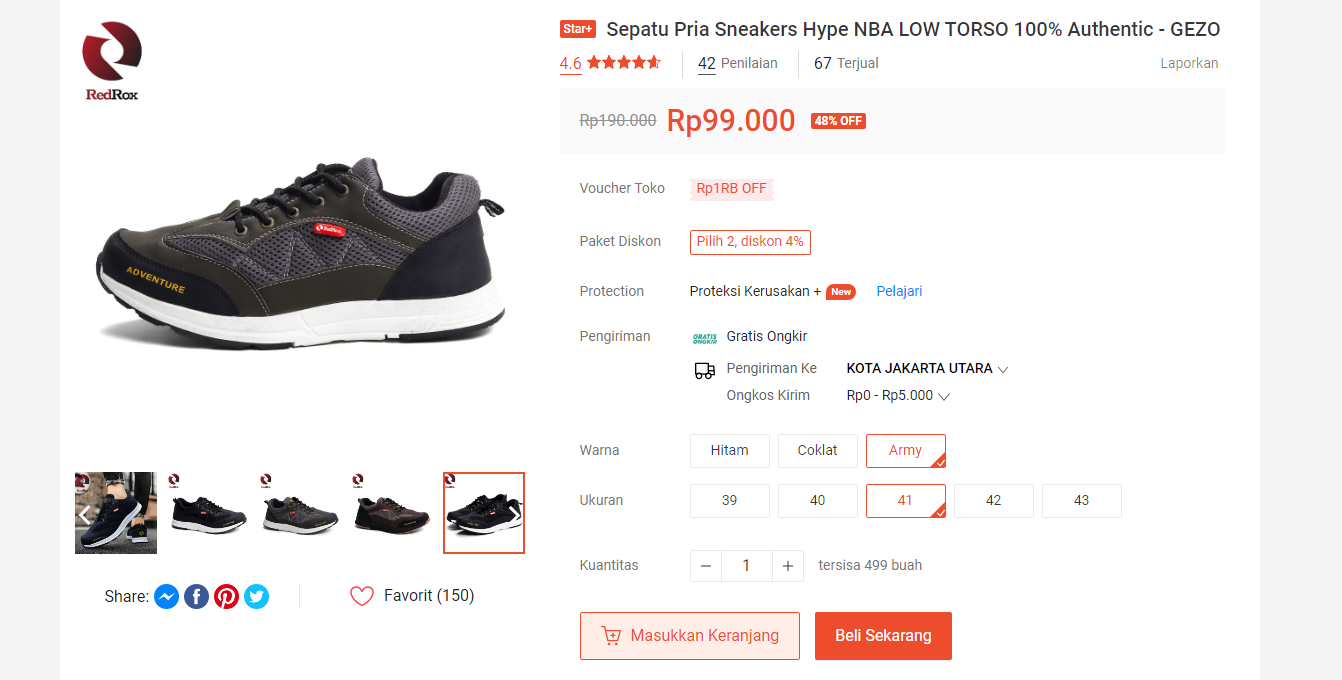 RedRox
RedRox
ADVENTURE
Share:
Favorit (150)
Star+ Sepatu Pria Sneakers Hype NBA LOW TORSO 100% Authentic - GEZO
4.6 42 Penilaian 67 Terjual Laporkan
Rp190.000 Rp99.000 48% OFF
Voucher Toko Rp1RB OFF
Paket Diskon Pilih 2, diskon 4%
Protection Proteksi Kerusakan + New Pelajari
Pengiriman GRATIS ONGKIR Gratis Ongkir
Pengiriman Ke KOTA JAKARTA UTARA
Ongkos Kirim Rp0 - Rp5.000
Warna Hitam Coklat Army
Ukuran 39 40 41 42 43
Kuantitas 1 tersisa 499 buah
Masukkan Keranjang Beli Sekarang